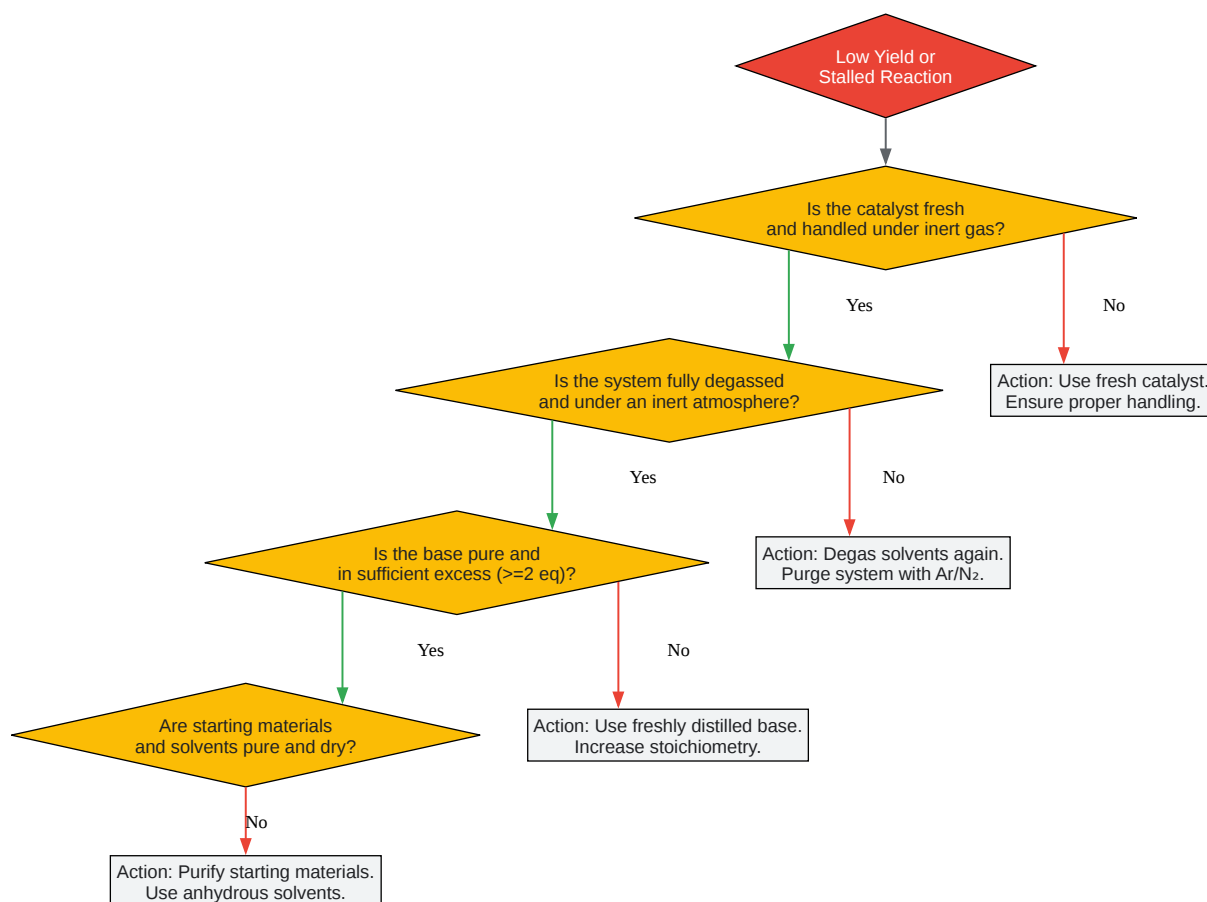 Low Yield or
Stalled Reaction
Is the catalyst fresh
and handled under inert gas?
Yes
No
Is the system fully degassed
and under an inert atmosphere?
Action: Use fresh catalyst.
Ensure proper handling.
Yes
No
Is the base pure and
in sufficient excess (>=2 eq)?
Action: Degas solvents again.
Purge system with Ar/N₂.
Yes
No
Are starting materials
and solvents pure and dry?
Action: Use freshly distilled base.
Increase stoichiometry.
No
Action: Purify starting materials.
Use anhydrous solvents.